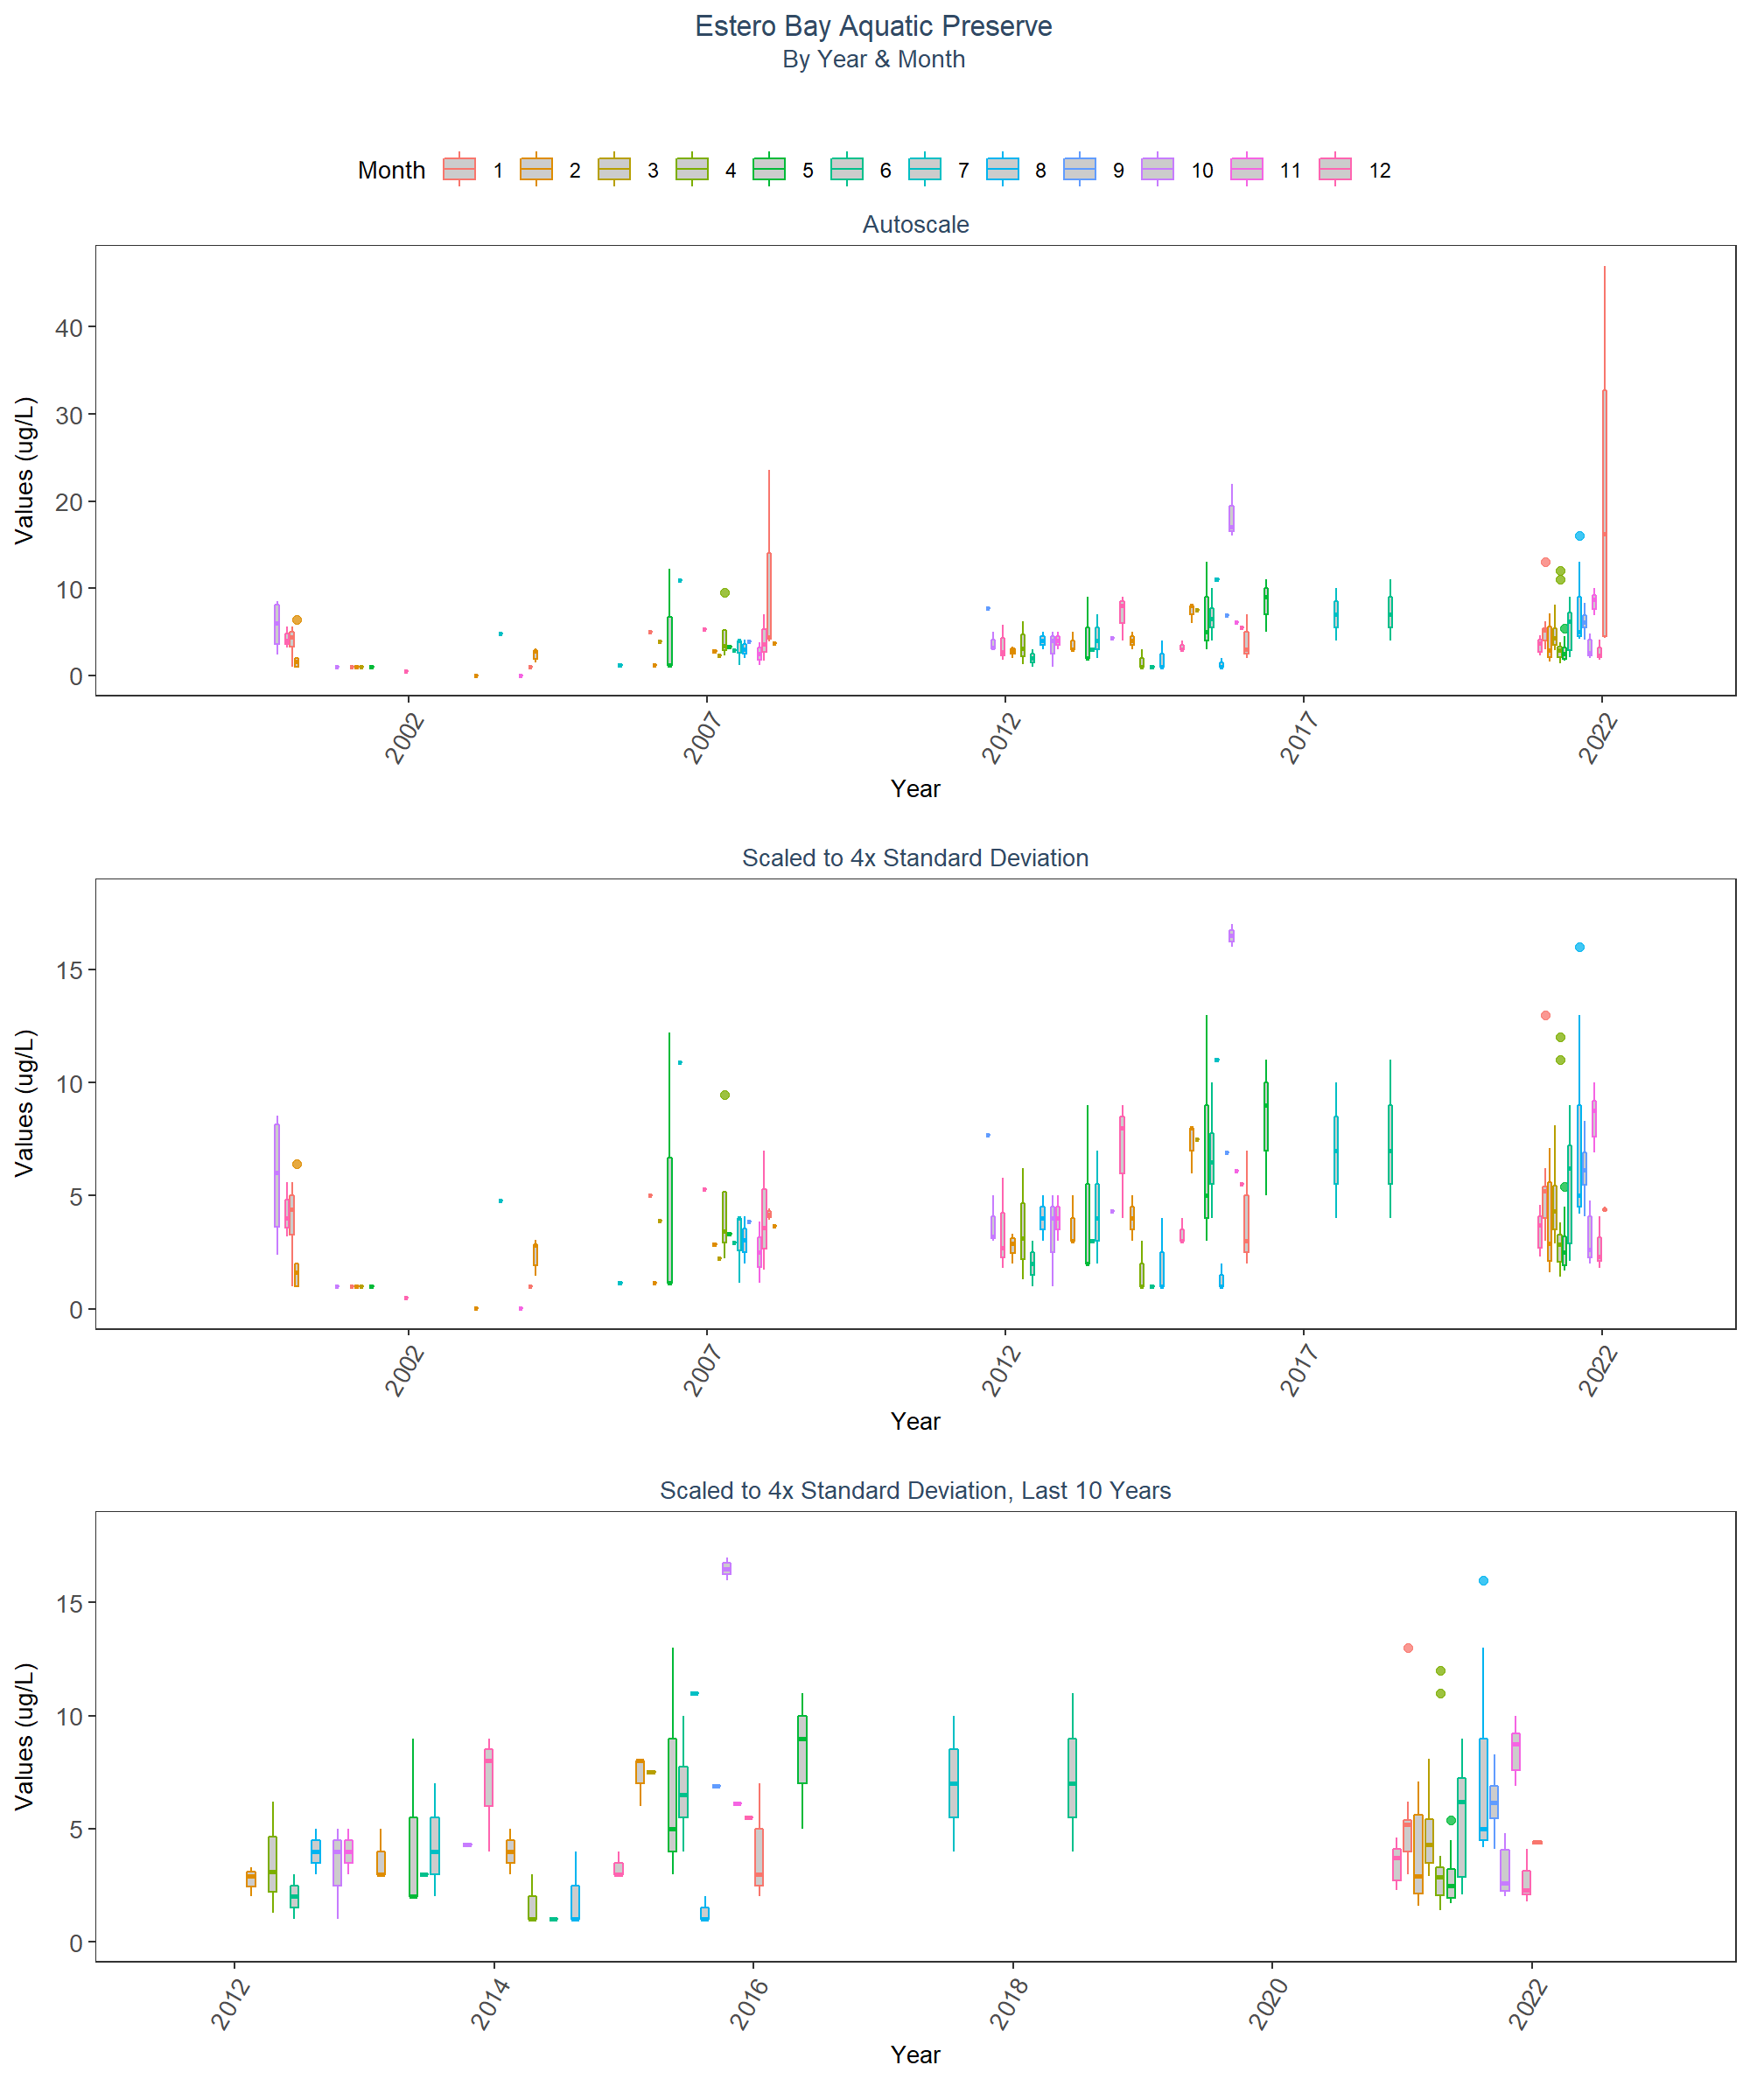 Estero Bay Aquatic Preserve
By Year & Month
Month 1 2 3 4 5 6 7 8 9 10 11 12
Autoscale
Values (ug/L)
40
30
20
10
0
2002 2007 2012 2017 2022
Year
Scaled to 4x Standard Deviation
Values (ug/L)
15
10
5
0
2002 2007 2012 2017 2022
Year
Scaled to 4x Standard Deviation, Last 10 Years
Values (ug/L)
15
10
5
0
2012 2014 2016 2018 2020 2022
Year